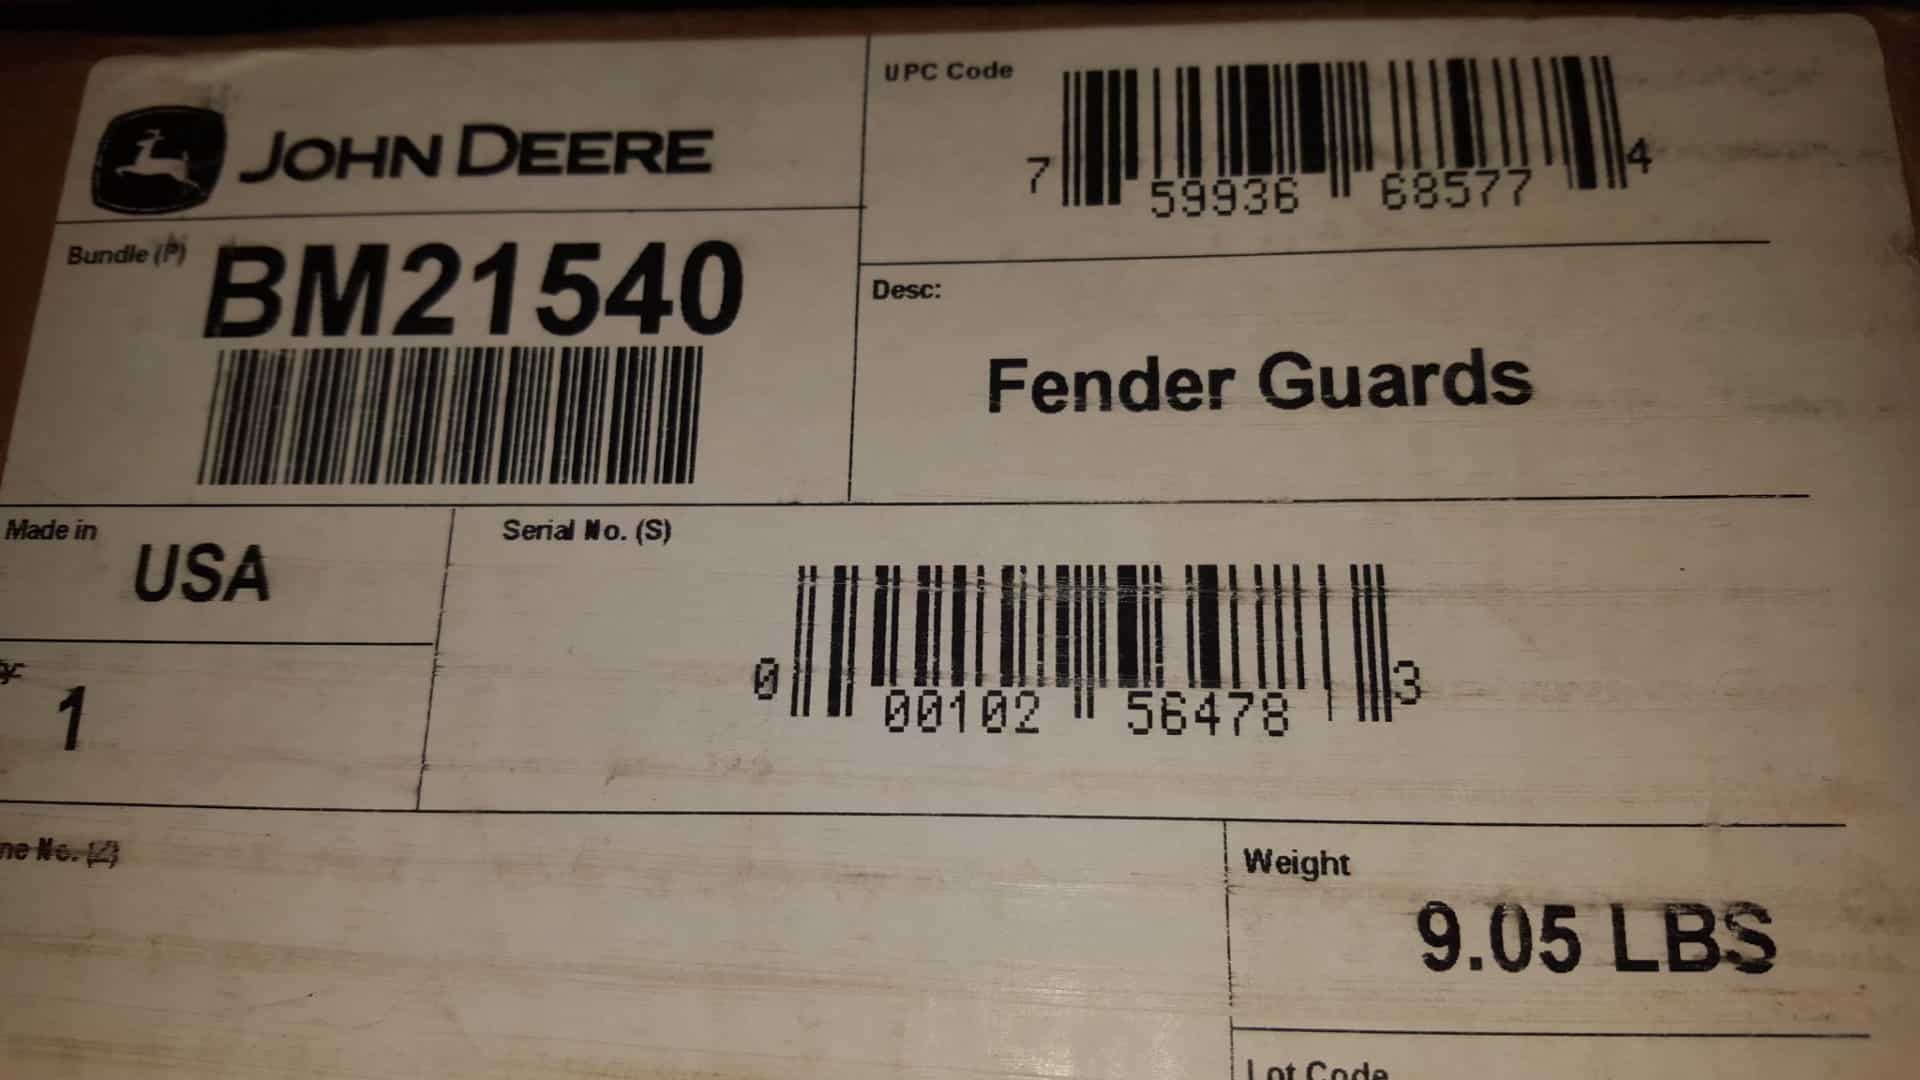 JOHN DEERE
UPC Code
7 59936 68577 4
Bundle (P) BM21540
Desc:
Fender Guards
Made in
USA
Serial No. (S)
0 00102 56478 3
1
No. (Z)
Weight
9.05 LBS
Lot Code